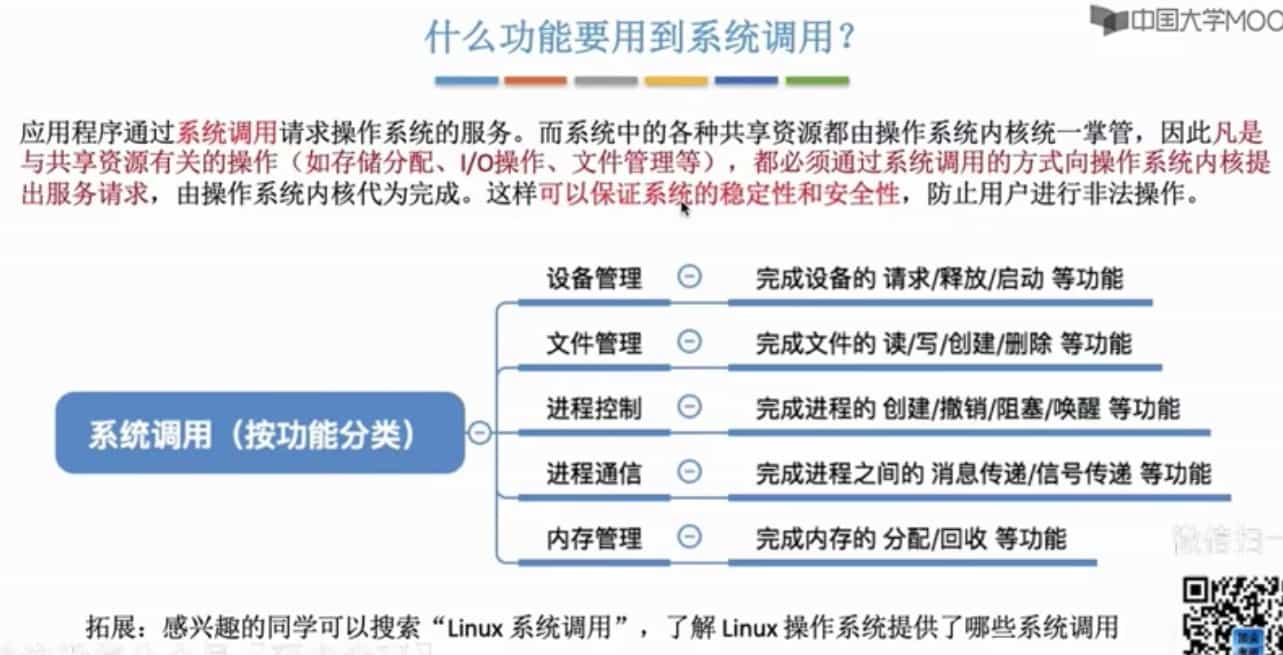 什么功能要用到系统调用？
中国大学MOO
应用程序通过系统调用请求操作系统的服务。而系统中的各种共享资源都由操作系统内核统一掌管，因此凡是
与共享资源有关的操作（如存储分配、I/O操作、文件管理等），都必须通过系统调用的方式向操作系统内核提
出服务请求，由操作系统内核代为完成。这样可以保证系统的稳定性和安全性，防止用户进行非法操作。
系统调用（按功能分类）
设备管理 完成设备的 请求/释放/启动 等功能
文件管理 完成文件的 读/写/创建/删除 等功能
进程控制 完成进程的 创建/撤销/阻塞/唤醒 等功能
进程通信 完成进程之间的 消息传递/信号传递 等功能
内存管理 完成内存的 分配/回收 等功能
微信扫一
拓展：感兴趣的同学可以搜索“Linux 系统调用”，了解 Linux 操作系统提供了哪些系统调用